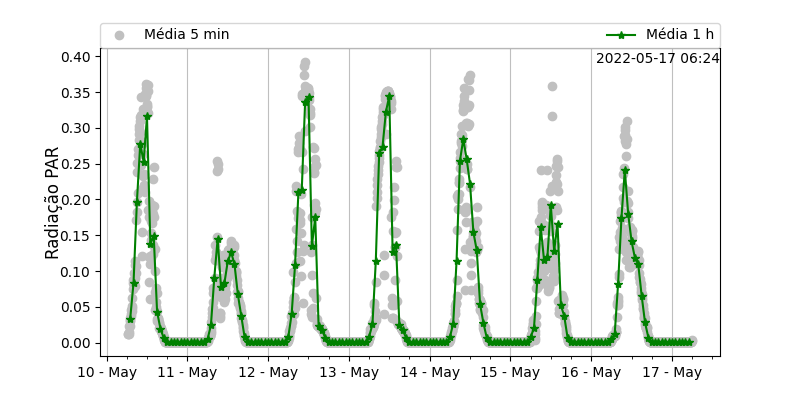 Média 5 min
Média 1 h
2022-05-17 06:24
Radiação PAR
0.40
0.35
0.30
0.25
0.20
0.15
0.10
0.05
0.00
10 - May
11 - May
12 - May
13 - May
14 - May
15 - May
16 - May
17 - May